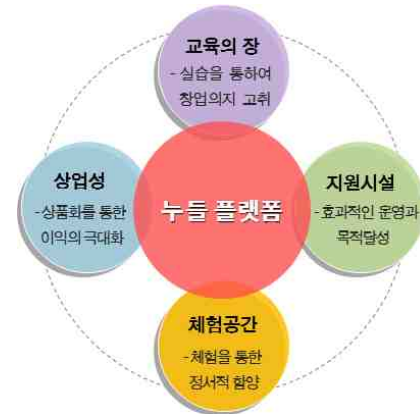 교육의 장
- 실습을 통하여
창업의지 고취
상업성
-상품화를 통한
이익의 극대화
누들 플랫폼
지원시설
-효과적인 운영과
목적달성
체험공간
-체험을 통한
정서적 함양